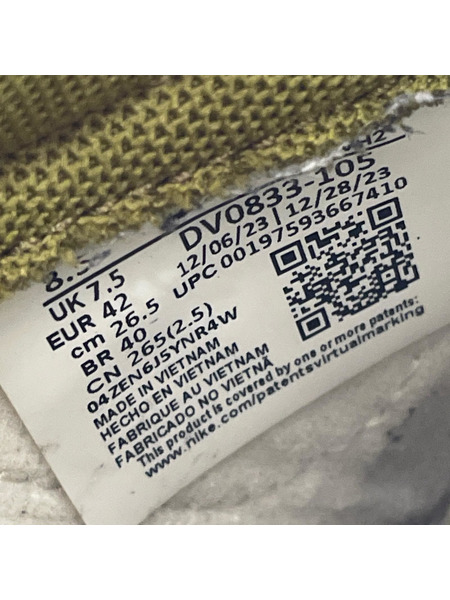 8.5
UK 7.5
EUR 42
cm 26.5
BR 40
CN 265(2.5)
04ZEN6J5YNR4W
MADE IN VIETNAM
HECHO EN VIETNAM
FABRIQUE AU VIETNAM
FABRICADO NO VIETNÃ
This product is covered by one or more patents:
www.nike.com/patentsvirtualmarking
DV0833-105
12/06/23 | 12/28/23
UPC 00197593667410